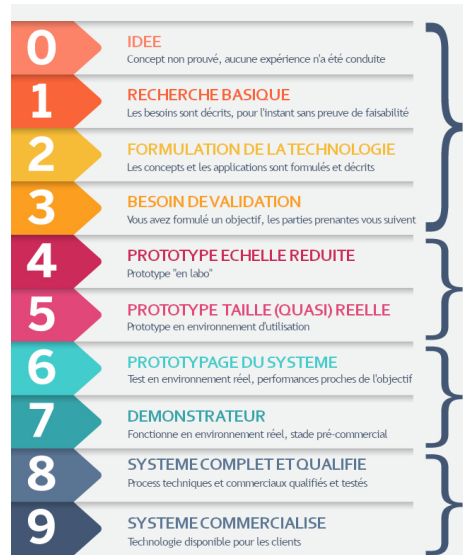 0
IDEE
Concept non prouvé, aucune expérience n'a été conduite
1
RECHERCHE BASIQUE
Les besoins sont décrits, pour l'instant sans preuve de faisabilité
2
FORMULATION DE LA TECHNOLOGIE
Les concepts et les applications sont formulés et décrits
3
BESOIN DE VALIDATION
Vous avez formulé un objectif, les parties prenantes vous suivent
4
PROTOTYPE ECHELLE REDUITE
Prototype "en labo"
5
PROTOTYPE TAILLE (QUASI) REELLE
Prototype en environnement d'utilisation
6
PROTOTYPAGE DU SYSTEME
Test en environnement réel, performances proches de l'objectif
7
DEMONSTRATEUR
Fonctionne en environnement réel, stade pré-commercial
8
SYSTEME COMPLET ET QUALIFIE
Process techniques et commerciaux qualifiés et testés
9
SYSTEME COMMERCIALISE
Technologie disponible pour les clients